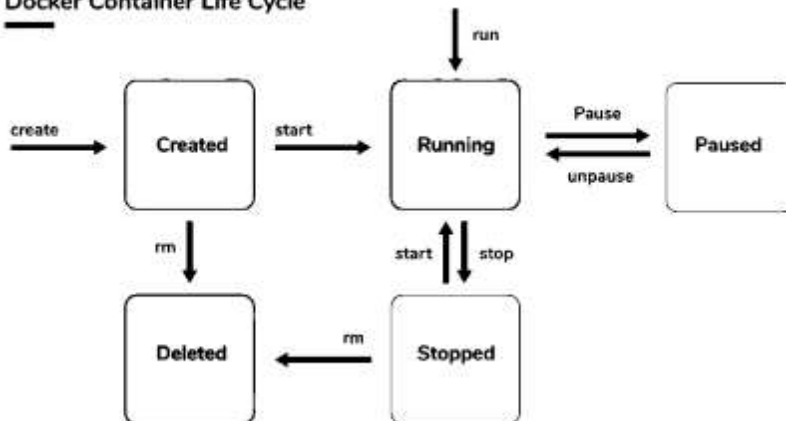 Docker Container Life Cycle
run
create
Created
start
Running
Pause
unpause
Paused
rm
start
stop
Deleted
rm
Stopped